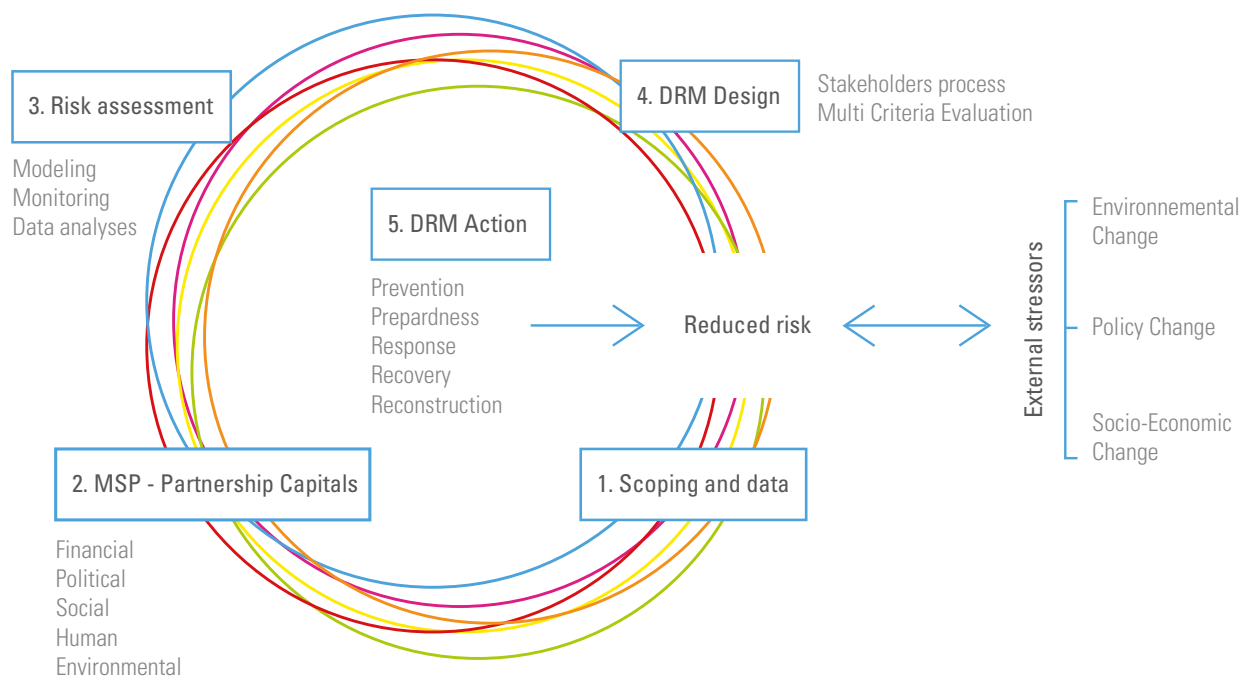 3. Risk assessment
Modeling
Monitoring
Data analyses
4. DRM Design
Stakeholders process
Multi Criteria Evaluation
5. DRM Action
Prevention
Prepardness
Response
Recovery
Reconstruction
Reduced risk
External stressors
Environnemental
Change
Policy Change
Socio-Economic
Change
2. MSP - Partnership Capitals
Financial
Political
Social
Human
Environmental
1. Scoping and data